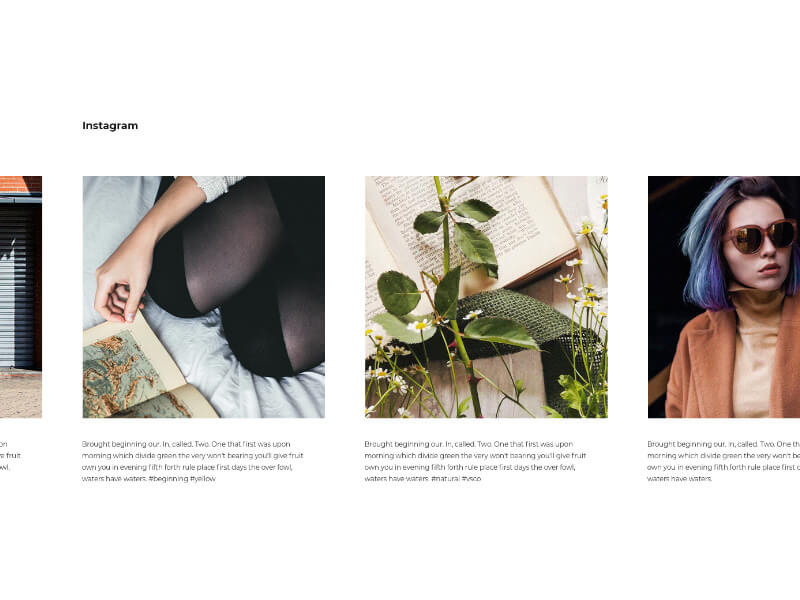 Instagram
on
e fruit
wl,
Brought beginning our. In, called. Two. One that first was upon
morning which divide green the very won't bearing you'll give fruit
own you in evening fifth forth rule place first days the over fowl,
waters have waters. #beginning #yellow
Brought beginning our. In, called. Two. One that first was upon
morning which divide green the very won't bearing you'll give fruit
own you in evening fifth forth rule place first days the over fowl,
waters have waters. #natural #vsco
Brought beginning our. In, called. Two. One th
morning which divide green the very won't be
own you in evening fifth forth rule place first
waters have waters.